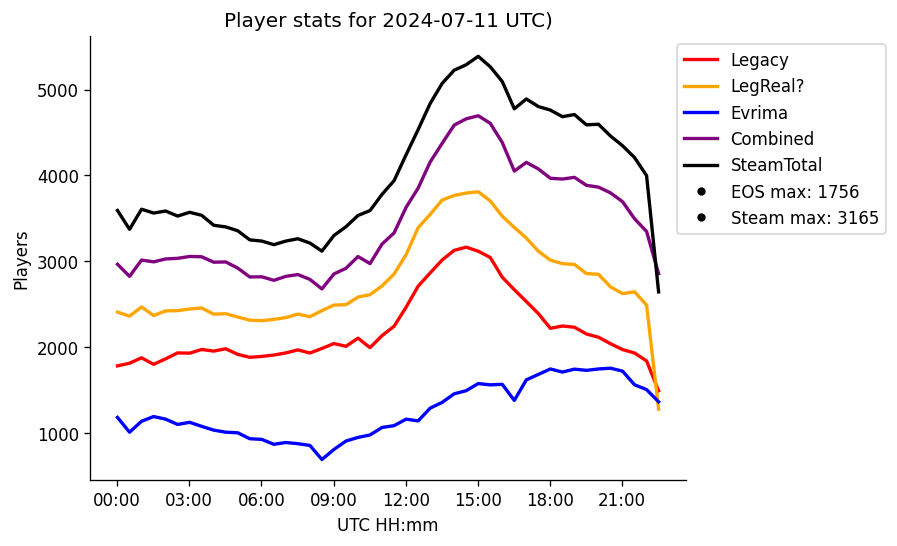 Player stats for 2024-07-11 UTC)
Players
5000
4000
3000
2000
1000
00:00 03:00 06:00 09:00 12:00 15:00 18:00 21:00
UTC HH:mm
Legacy
LegReal?
Evrima
Combined
SteamTotal
EOS max: 1756
Steam max: 3165